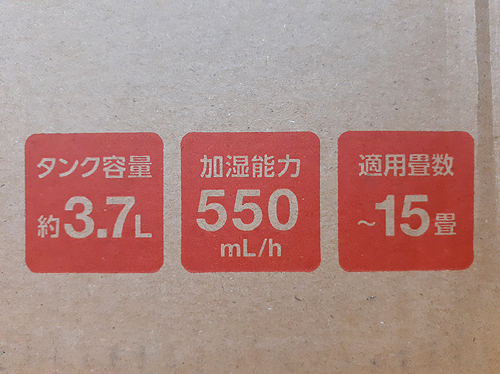 タンク容量
約3.7L
加湿能力
550
mL/h
適用畳数
~15畳